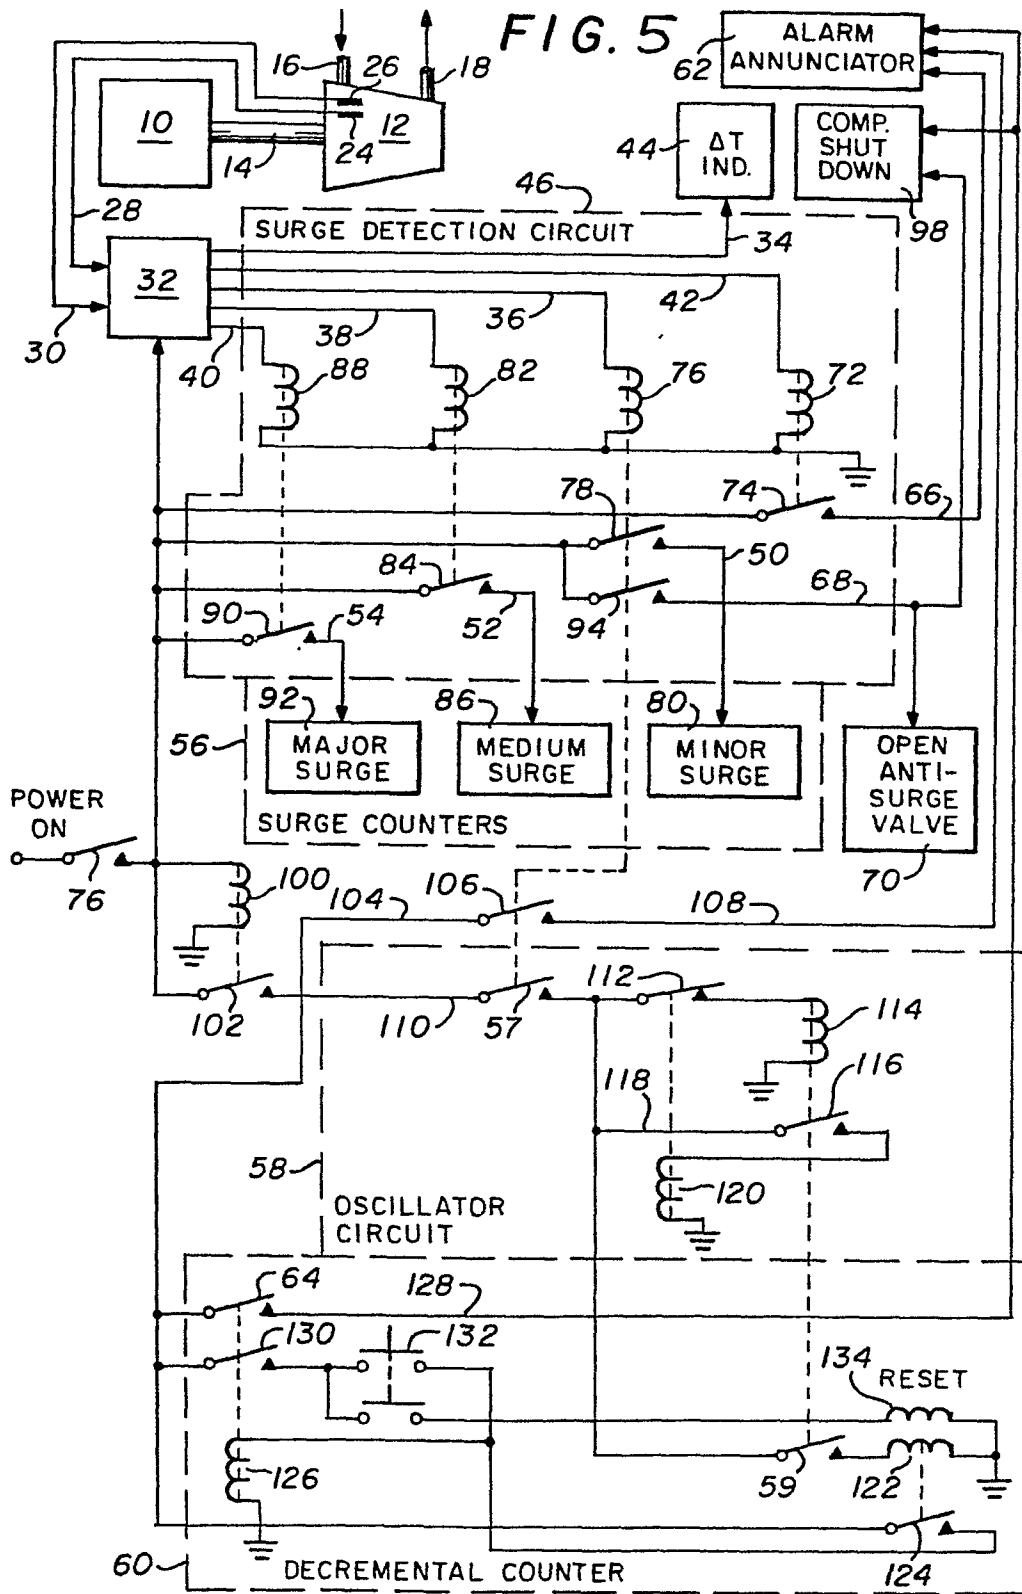 FIG. 5
62
ALARM
ANNUNCIATOR
16
26
18
10
12
14
24
44
ΔT
IND.
COMP.
SHUT
DOWN
98
28
46
SURGE DETECTION CIRCUIT
34
32
42
36
30
38
40
88
82
76
72
78
74
66
50
84
68
90
54
52
94
92
MAJOR
SURGE
86
MEDIUM
SURGE
80
MINOR
SURGE
56
OPEN
ANTI-
SURGE
VALVE
70
SURGE COUNTERS
POWER
ON
76
100
104
106
108
102
110
57
112
114
116
118
58
120
OSCILLATOR
CIRCUIT
64
128
130
132
134
RESET
126
59
122
124
60
DECREMENTAL COUNTER